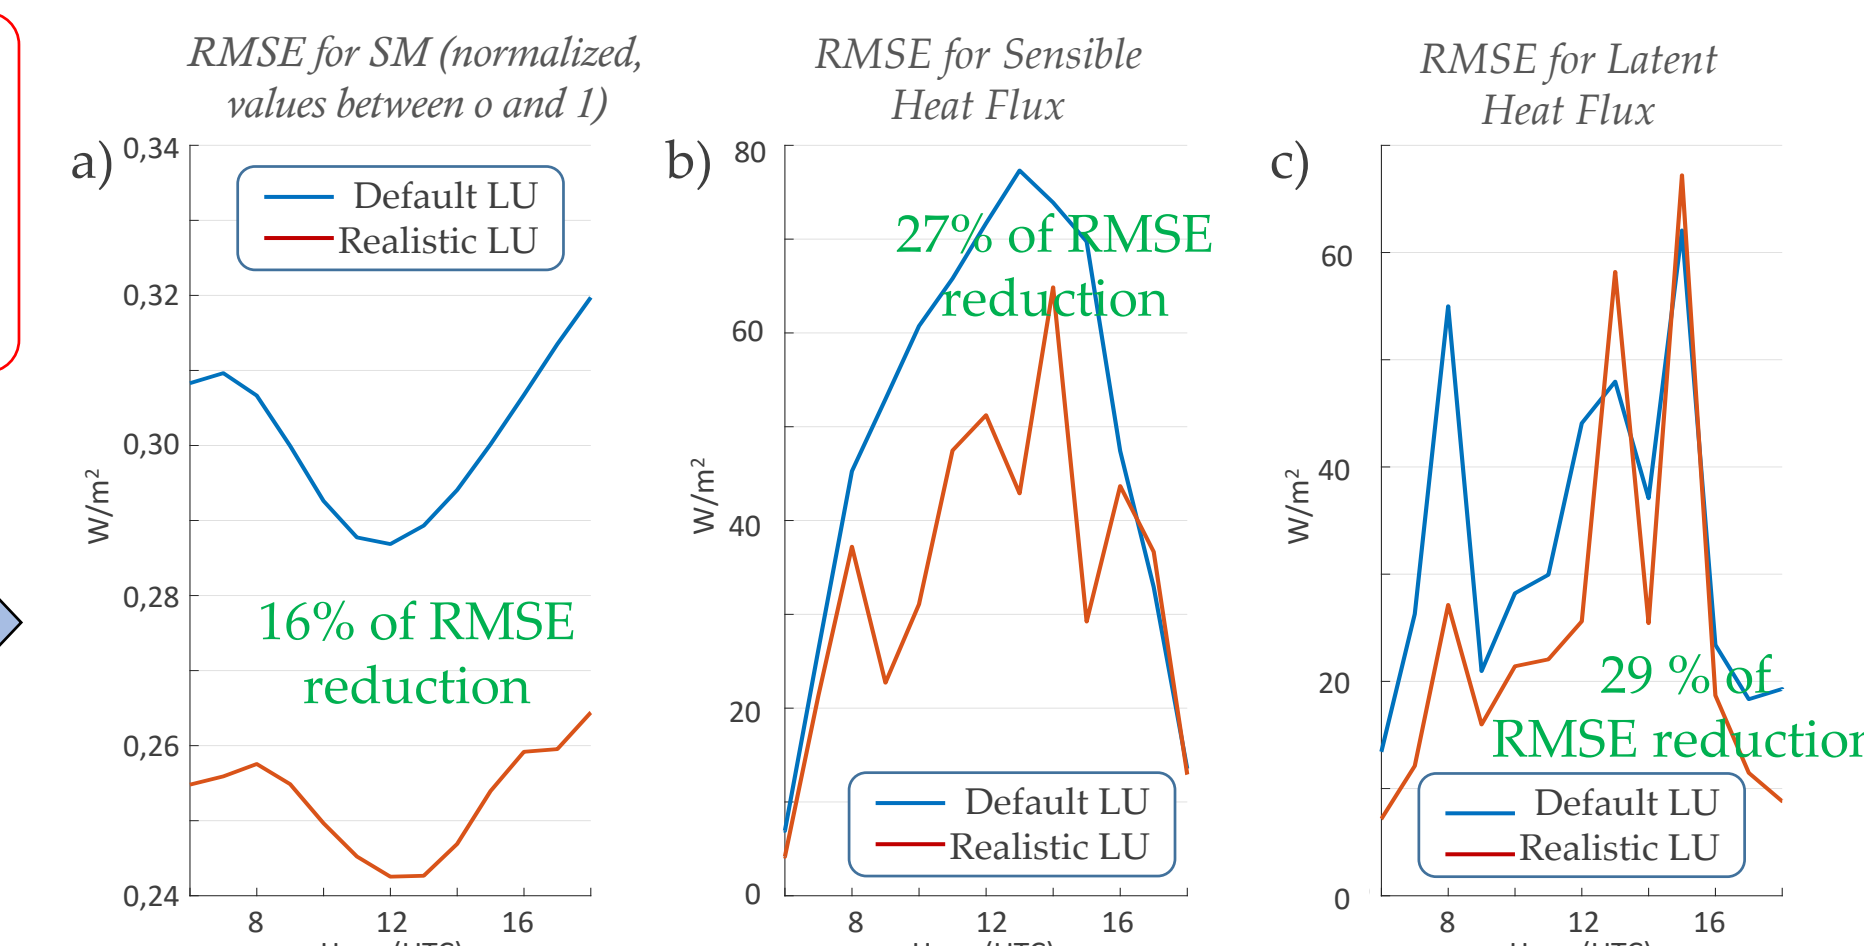 RMSE for SM (normalized,
values between 0 and 1)
a)
0,34
0,32
0,30
0,28
0,26
0,24
W/m²
Default LU
Realistic LU
16% of RMSE
reduction
8 12 16
RMSE for Sensible
Heat Flux
b)
80
60
40
20
0
W/m²
27% of RMSE
reduction
Default LU
Realistic LU
8 12 16
RMSE for Latent
Heat Flux
c)
60
40
20
0
W/m²
29 % of
RMSE reduction
Default LU
Realistic LU
8 12 16